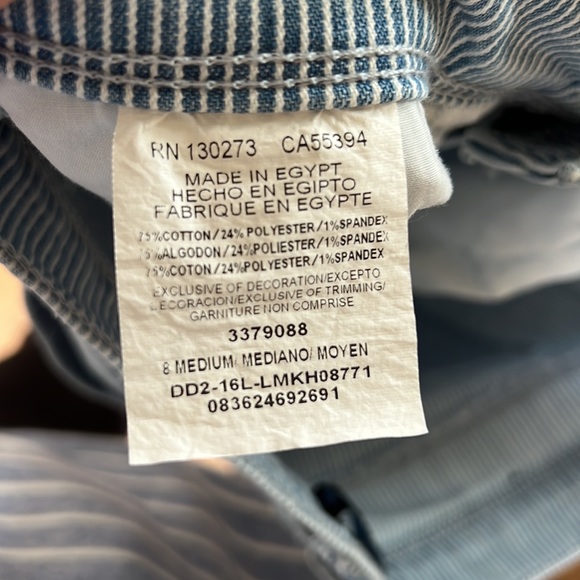 RN 130273 CA55394
MADE IN EGYPT
HECHO EN EGIPTO
FABRIQUE EN EGYPTE
75%COTTON/24% POLYESTER/1%SPANDEX
75%ALGODON/24%POLIESTER/1%SPANDEX
75%COTON/24%POLYESTER/1%SPANDEX
EXCLUSIVE OF DECORATION/EXCEPTO
DECORACION/EXCLUSIVE OF TRIMMING/
GARNITURE NON COMPRISE
3379088
8 MEDIUM/ MEDIANO/ MOYEN
DD2-16L-LMKH08771
083624692691